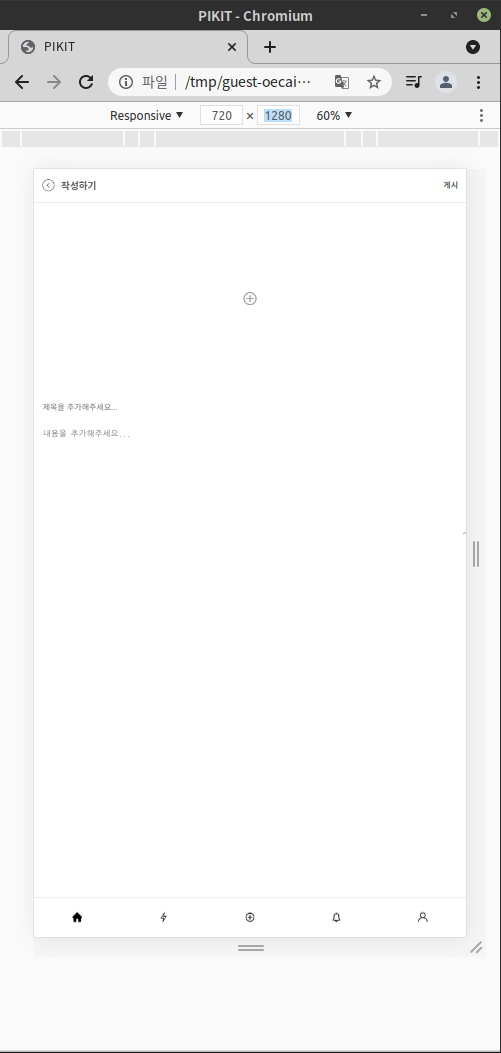 PIKIT - Chromium
PIKIT
파일 /tmp/guest-oecai…
Responsive 720 × 1280 60%
작성하기 게시
제목을 추가해주세요...
내용을 추가해주세요...